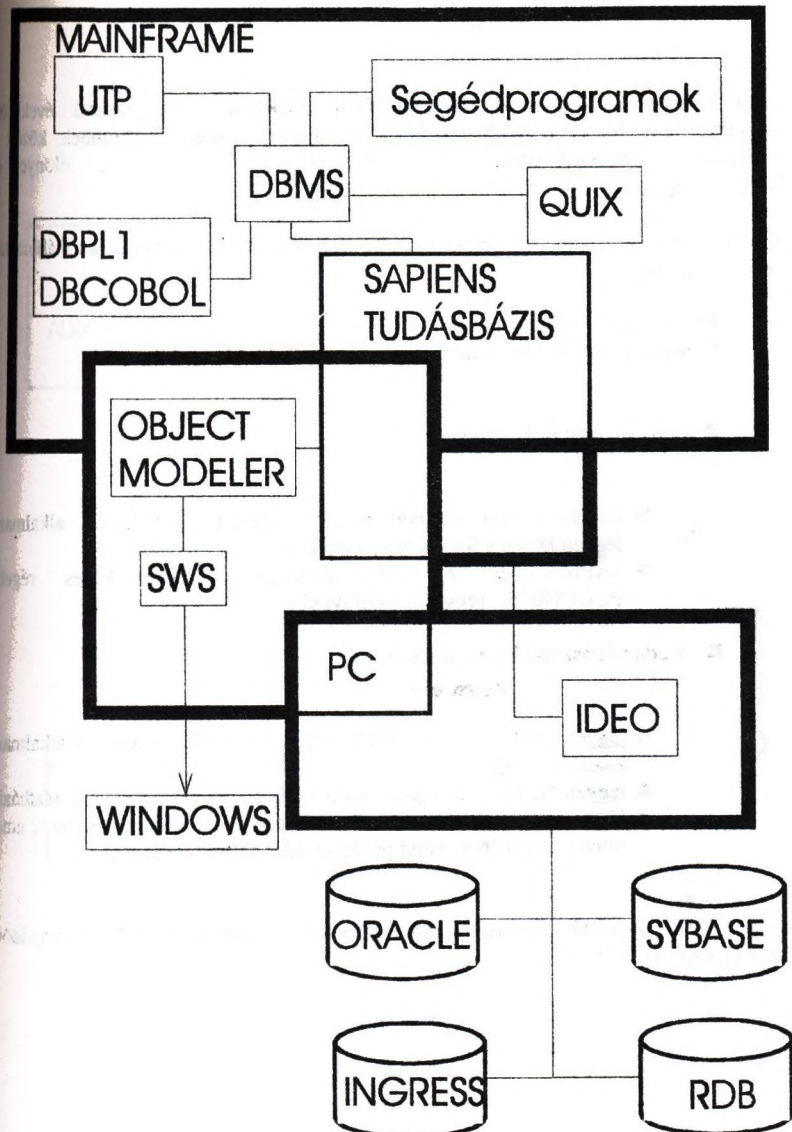 MAINFRAME
UTP
Segédprogramok
DBMS
QUIX
DBPL1
DBCOBOL
SAPIENS
TUDÁSBÁZIS
OBJECT
MODELER
SWS
PC
IDEO
WINDOWS
ORACLE
SYBASE
INGRESS
RDB